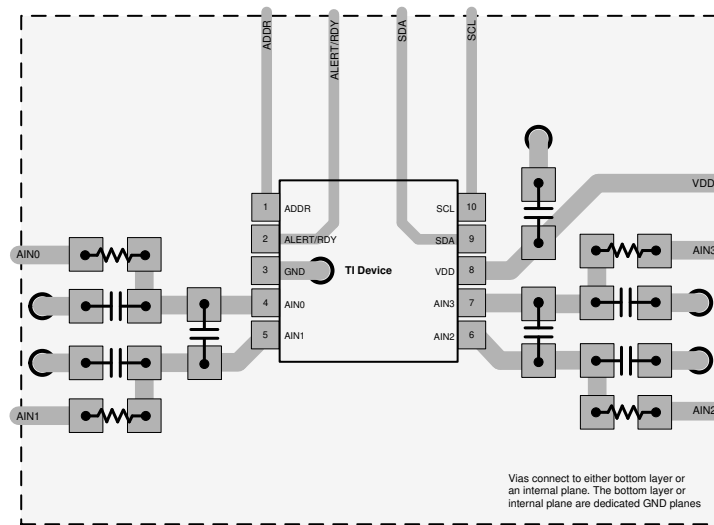 ADDR
ALERT/RDY
SDA
SCL
VDD
1
ADDR
SCL
10
2
ALERT/RDY
SDA
9
3
GND
TI Device
VDD
8
4
AIN0
AIN3
7
5
AIN1
AIN2
6
AIN0
AIN3
AIN1
AIN2
Vias connect to either bottom layer or
an internal plane. The bottom layer or
internal plane are dedicated GND planes